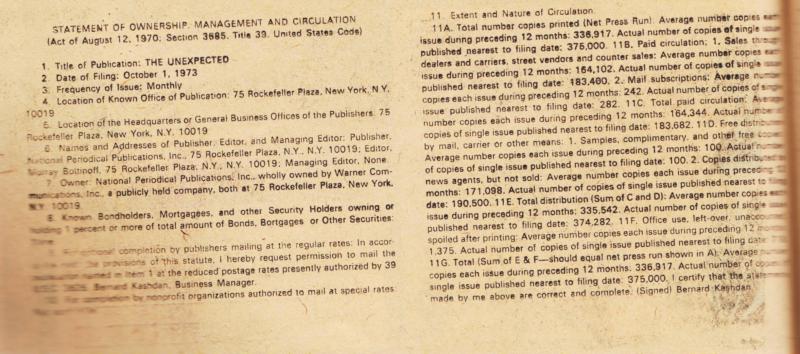 STATEMENT OF OWNERSHIP, MANAGEMENT AND CIRCULATION
(Act of August 12, 1970; Section 3685, Title 39, United States Code)
1. Title of Publication: THE UNEXPECTED
2. Date of Filing: October 1, 1973
3. Frequency of Issue; Monthly
4. Location of Known Office of Publication: 75 Rockefeller Plaza, N.Y. N.Y.
10019
5. Location of the Headquarters or General Business Offices of the Publishers: 75
Rockefeller Plaza, New York, N.Y. 10019
6. Names and Addresses of Publisher, Editor, and Managing Editor: Publisher,
National Periodical Publications, Inc., 75 Rockefeller Plaza, N.Y., N.Y. 10019; Editor,
Murray Boltinoff, 75 Rockefeller Plaza, N.Y., N.Y. 10019; Managing Editor, None
7. Owner: National Periodical Publications, Inc., wholly owned by Warner Com-
munications, Inc., a publicly held company, both at 75 Rockefeller Plaza, New York,
N.Y. 10019.
8. Known Bondholders, Mortgagees, and other Security Holders owning or
holding 1 percent or more of total amount of Bonds, Bortgages or Other Securities:
completion by publishers mailing at the regular rates: In accor-
the provisions of this statute, I hereby request permission to mail the
named in Item 1 at the reduced postage rates presently authorized by 39
Bernard Kashdan, Business Manager.
For completion by nonprofit organizations authorized to mail at special rates:
11. Extent and Nature of Circulation.
11A. Total number copies printed (Net Press Run): Average number copies
issue during preceding 12 months: 336,917. Actual number of copies of single
published nearest to filing date: 375,000. 11B. Paid circulation; 1. Sales through
dealers and carriers, street vendors and counter sales: Average number copies
issue during preceding 12 months: 164,102. Actual number of copies of single
published nearest to filing date: 183,400. 2. Mail subscriptions: Average number
copies each issue during preceding 12 months: 242. Actual number of copies of
issue published nearest to filing date: 282. 11C. Total paid circulation: Average
number copies each issue during preceding 12 months: 164,344. Actual number
copies of single issue published nearest to filing date: 183,682. 11D. Free
by mail, carrier or other means: 1. Samples, complimentary, and other free copies
Average number copies each issue during preceding 12 months: 100. Actual number
of copies of single issue published nearest to filing date: 100. 2. Copies distributed
news agents, but not sold: Average number copies each issue during preceding
months: 171,098. Actual number of copies of single issue published nearest to
date: 190,500. 11E. Total distribution (Sum of C and D): Average number copies
issue during preceding 12 months: 335,542. Actual number of copies of single
published nearest to filing date: 374,282. 11F. Office use, left-over,
spoiled after printing: Average number copies each issue during preceding 12
1,375. Actual number of copies of single issue published nearest to filing date
11G. Total (Sum of E & F—should equal net press run shown in A): Average
copies each issue during preceding 12 months: 336,917. Actual number of copies
single issue published nearest to filing date: 375,000. I certify that the
made by me above are correct and complete. (Signed) Bernard Kashdan